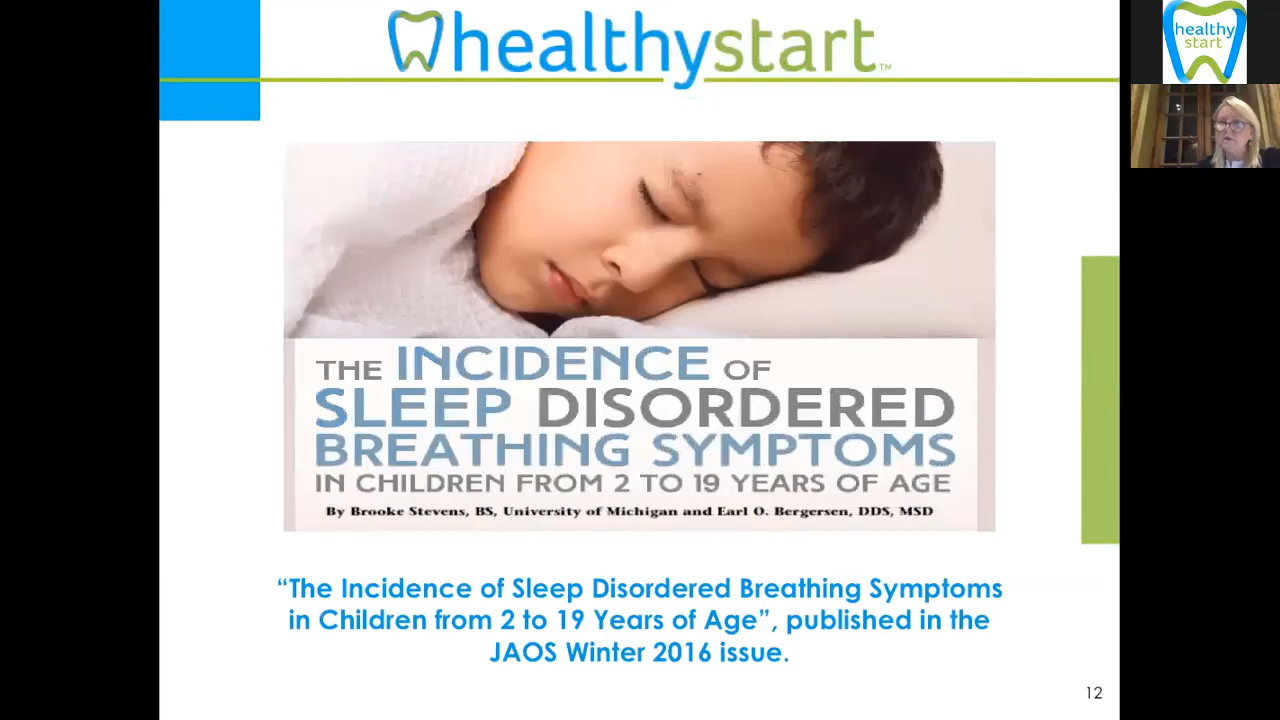 healthystart™
healthy
start
THE INCIDENCE OF
SLEEP DISORDERED
BREATHING SYMPTOMS
IN CHILDREN FROM 2 TO 19 YEARS OF AGE
By Brooke Stevens, BS, University of Michigan and Earl O. Bergersen, DDS, MSD
“The Incidence of Sleep Disordered Breathing Symptoms
in Children from 2 to 19 Years of Age”, published in the
JAOS Winter 2016 issue.
12